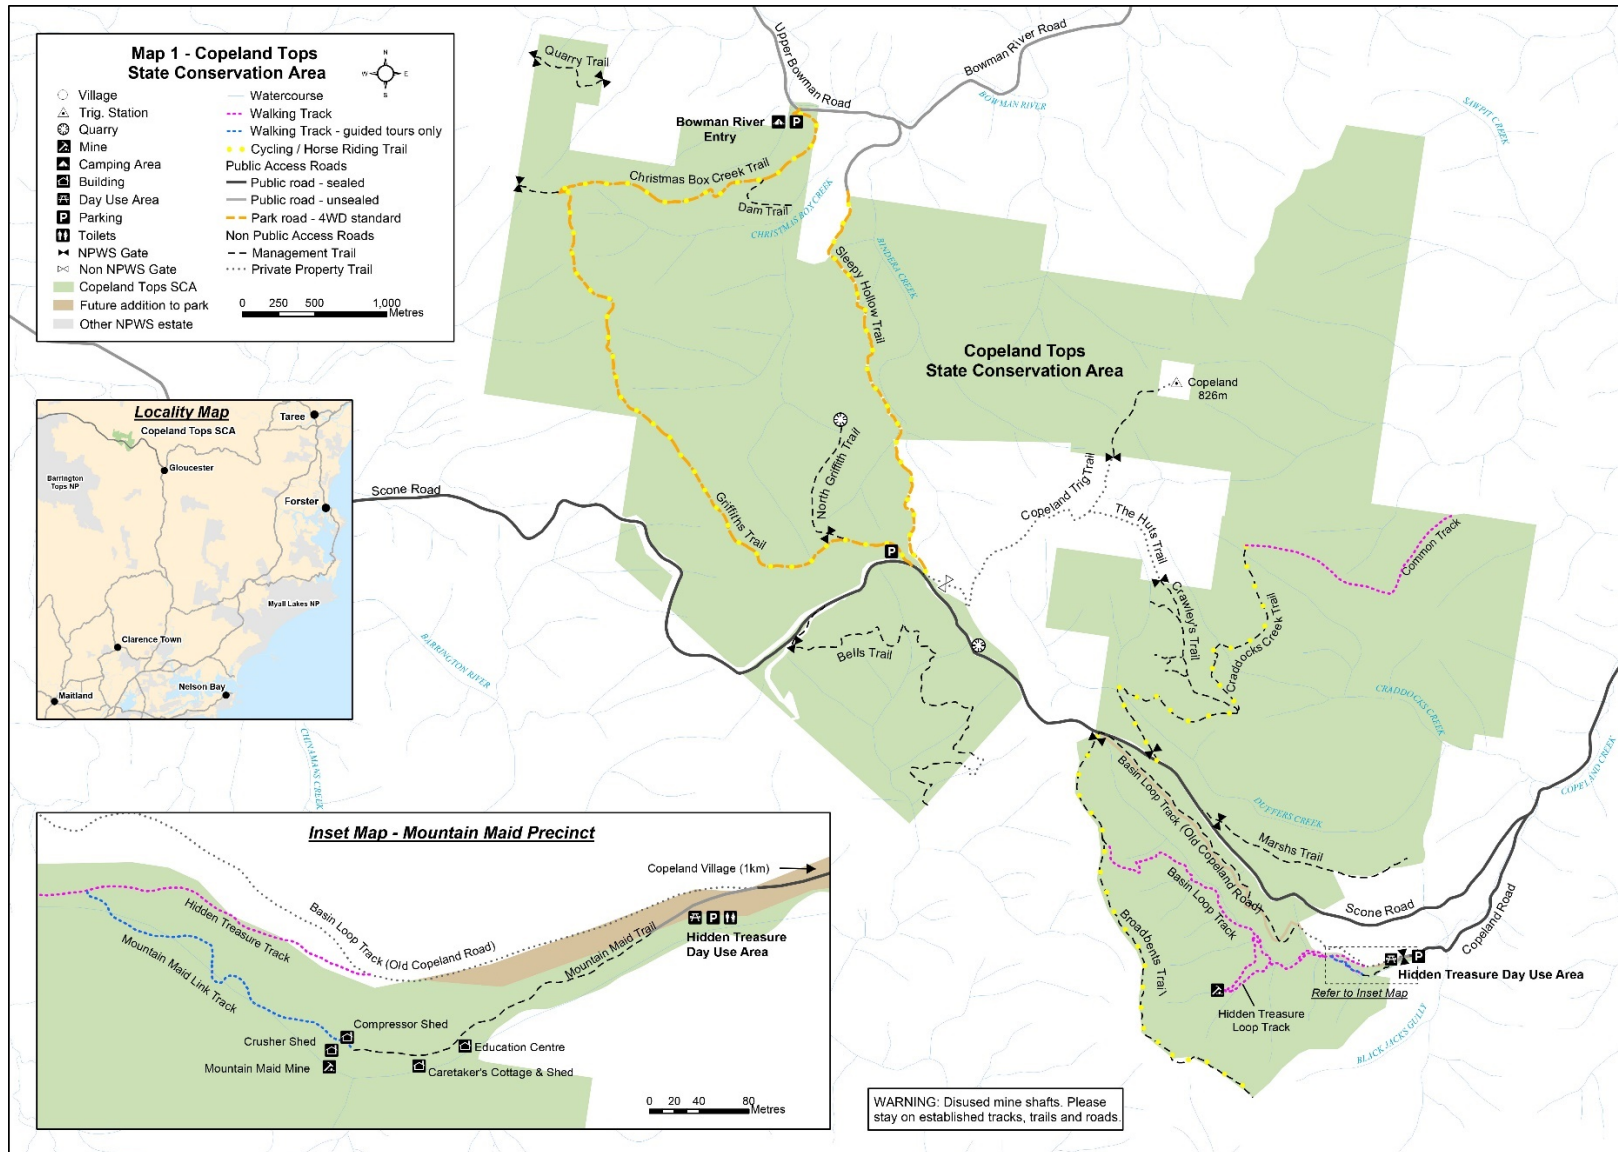 Map 1 - Copeland Tops
State Conservation Area
N
W
E
S
Village
Trig. Station
Quarry
Mine
Camping Area
Building
Day Use Area
Parking
Toilets
NPWS Gate
Non NPWS Gate
Copeland Tops SCA
Future addition to park
Other NPWS estate
Watercourse
Walking Track
Walking Track - guided tours only
Cycling / Horse Riding Trail
Public Access Roads
Public road - sealed
Public road - unsealed
Park road - 4WD standard
Non Public Access Roads
Management Trail
Private Property Trail
0 250 500 1,000
Metres
Quarry Trail
Upper Bowman Road
Bowman River Road
BOWMAN RIVER
SAWPIT CREEK
Bowman River
Entry
P
Christmas Box Creek Trail
Dam Trail
CHRISTMAS BOX CREEK
BINDERA CREEK
Sleepy Hollow Trail
Copeland Tops
State Conservation Area
Copeland
826m
Locality Map
Copeland Tops SCA
Taree
Gloucester
Barrington
Tops NP
Forster
Myall Lakes NP
Clarence Town
Nelson Bay
Maitland
Scone Road
Griffiths Trail
North Griffith Trail
P
Copeland Trig Trail
The Huts Trail
Crawley's Trail
Craddocks Creek Trail
Common Track
Bells Trail
BARRINGTON RIVER
CHINAMANS CREEK
CRADDOCKS CREEK
COPELAND CREEK
DUFFERS CREEK
Basin Loop Track (Old Copeland Road)
Marshs Trail
Basin Loop Track
Broadbents Trail
Scone Road
Copeland Road
P
Hidden Treasure Day Use Area
Refer to Inset Map
Hidden Treasure
Loop Track
BLACK JACKS GULLY
Inset Map - Mountain Maid Precinct
Copeland Village (1km)
Basin Loop Track (Old Copeland Road)
Hidden Treasure Track
Mountain Maid Link Track
Mountain Maid Trail
P
Hidden Treasure
Day Use Area
Compressor Shed
Crusher Shed
Education Centre
Mountain Maid Mine
Caretaker's Cottage & Shed
0 20 40 80
Metres
WARNING: Disused mine shafts. Please
stay on established tracks, trails and roads.